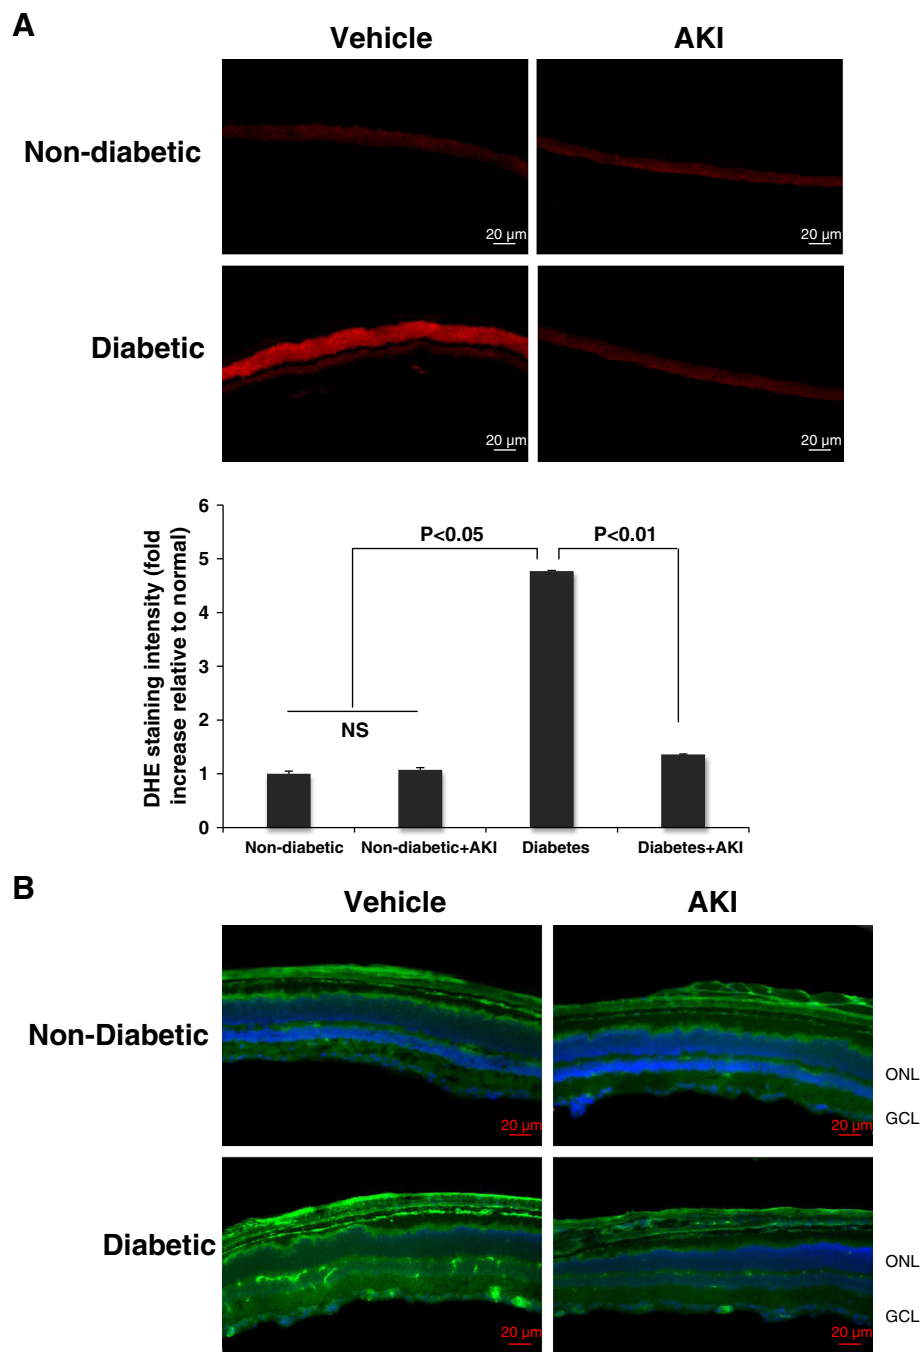 A
Vehicle AKI
Non-diabetic
20 µm 20 µm
Diabetic
20 µm 20 µm
DHE staining intensity (fold
increase relative to normal)
6
5
4
3
2
1
0
P<0.05 P<0.01
NS
Non-diabetic Non-diabetic+AKI Diabetes Diabetes+AKI
B
Vehicle AKI
Non-Diabetic
ONL
GCL
20 µm 20 µm
Diabetic
ONL
GCL
20 µm 20 µm